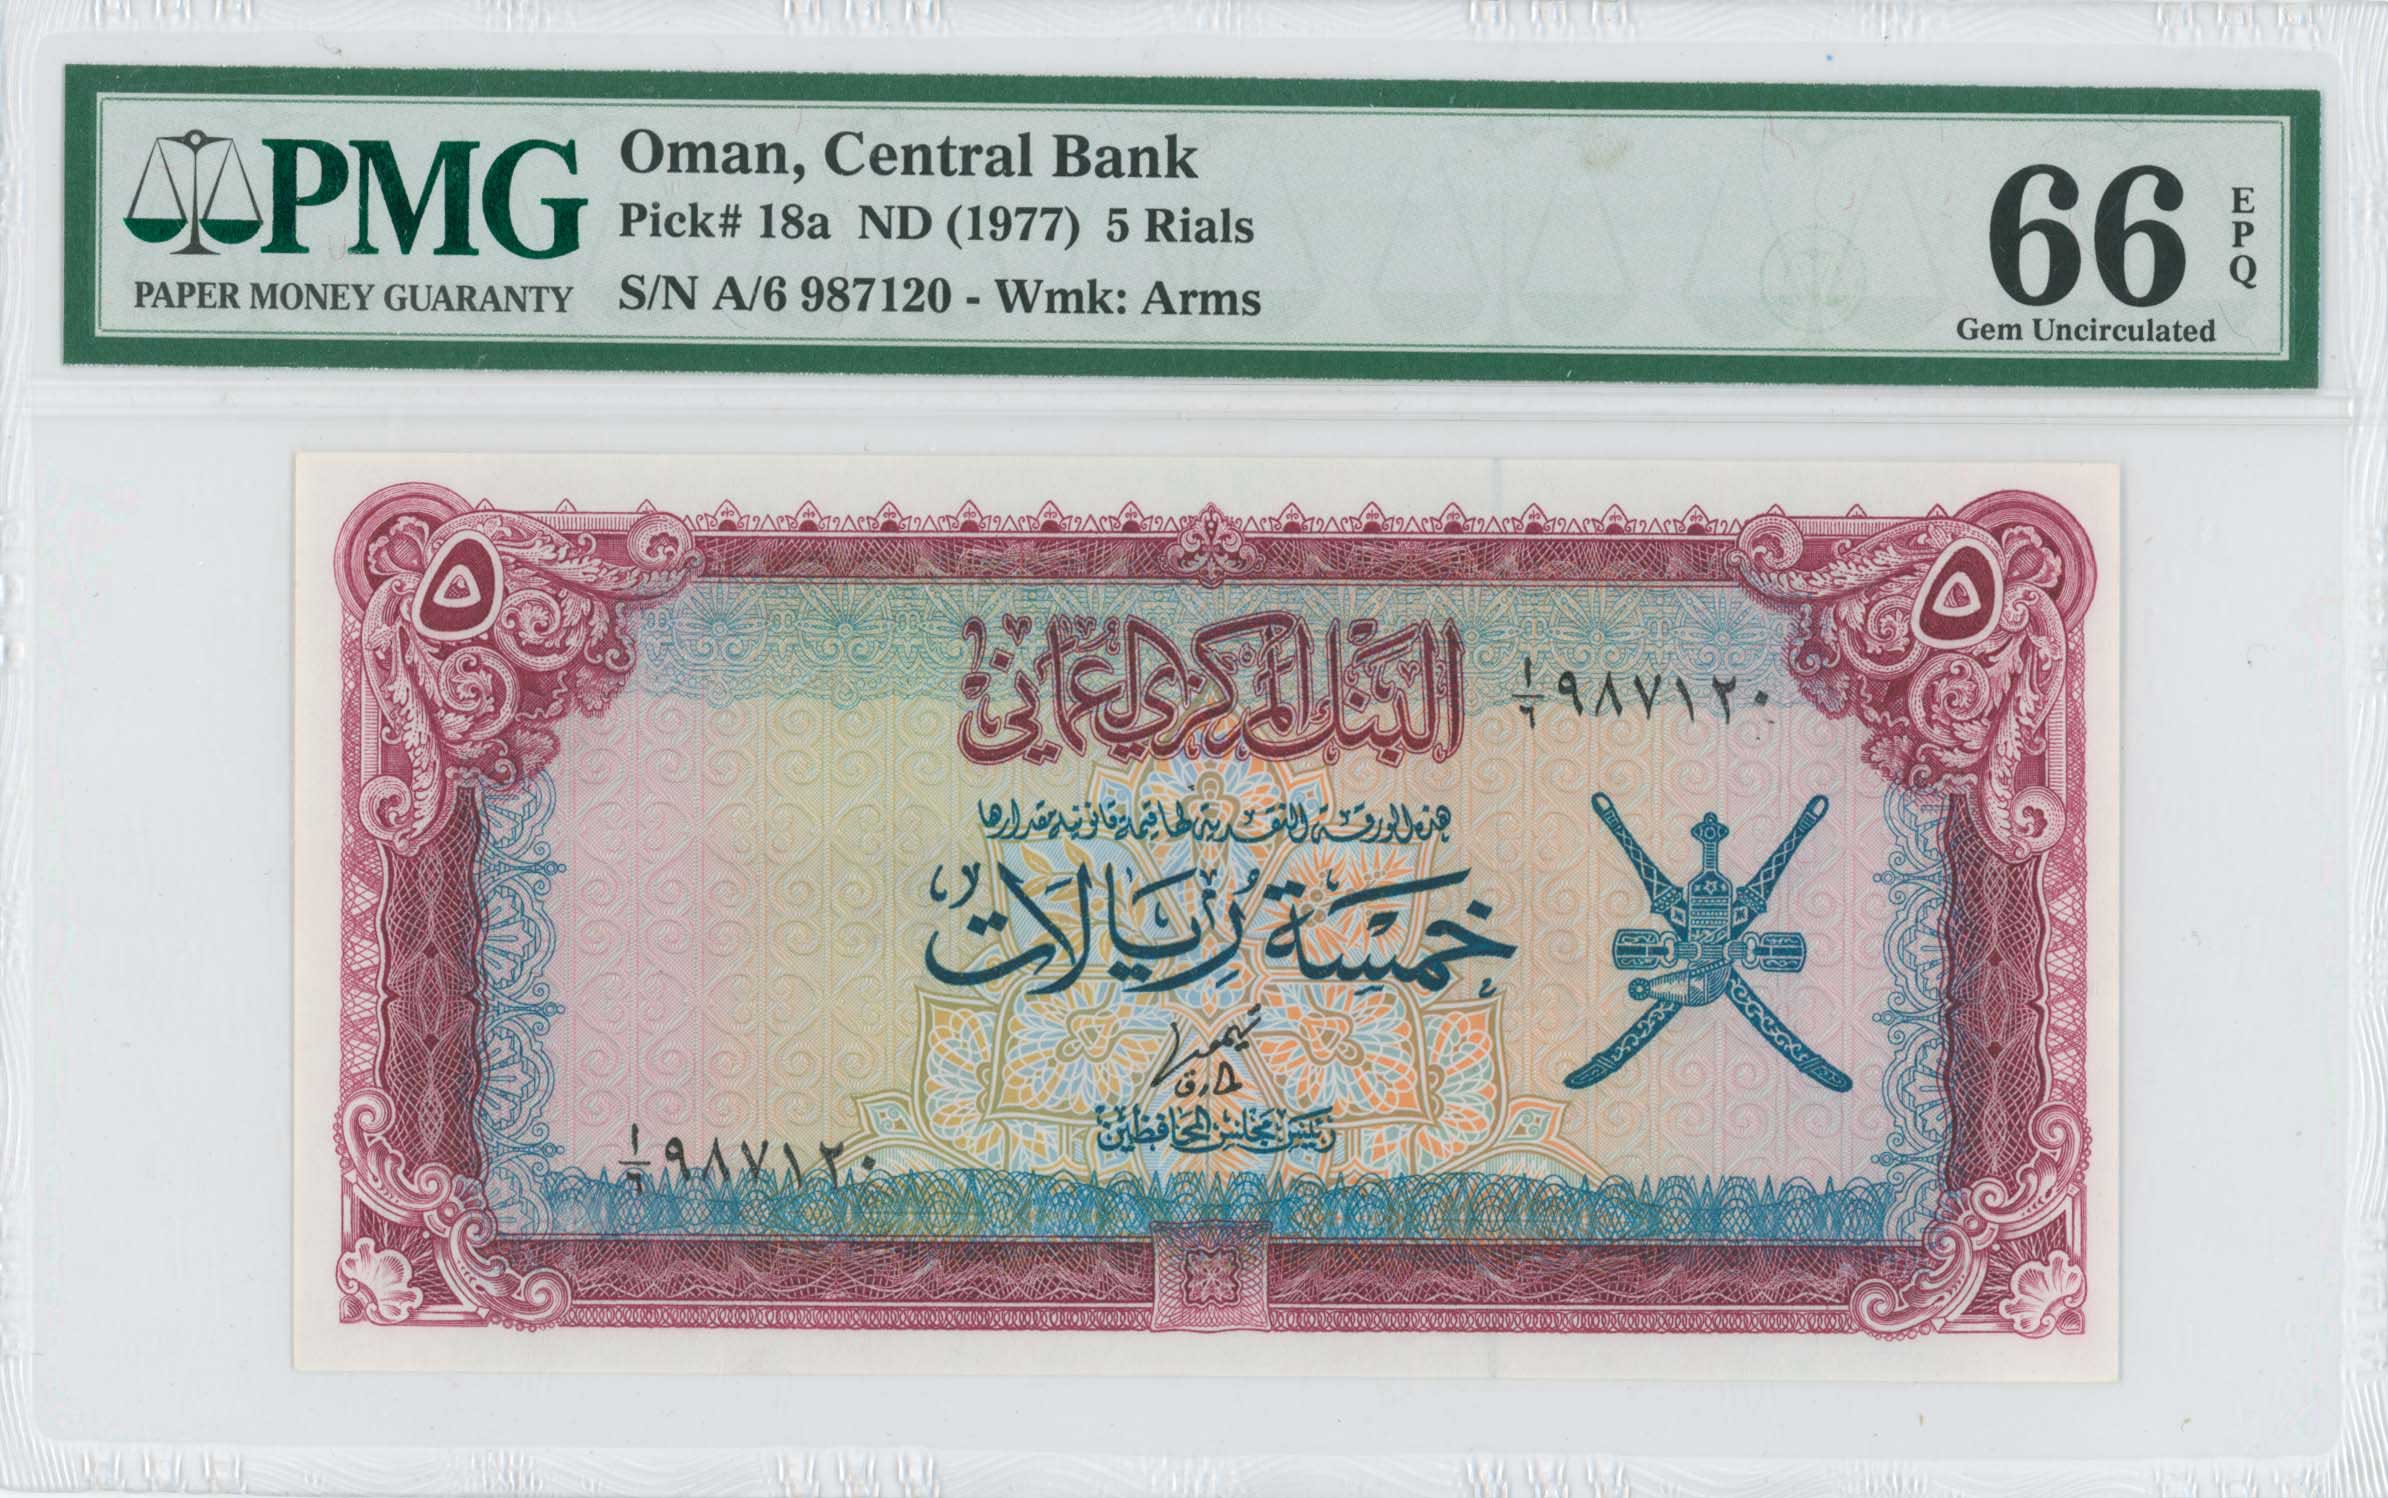 PMG
PAPER MONEY GUARANTY
Oman, Central Bank
Pick# 18a ND (1977) 5 Rials
S/N A/6 987120 - Wmk: Arms
66
EPQ
Gem Uncirculated
٥
٥
البنك المركزي العماني
١/٦ ٩٨٧١٢٠
هذه الورقة النقدية لها قيمة قانونية مقدارها
خمسة ريالات
طارق
رئيس مجلس المحافظين
١/٦ ٩٨٧١٢٠